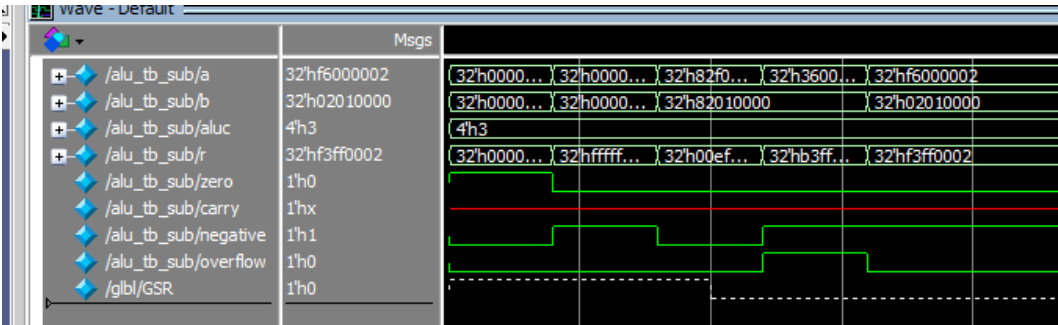 Wave - Default
Msgs
/alu_tb_sub/a 32'hf6000002 32'h0000... 32'h0000... 32'h82f0... 32'h3600... 32'hf6000002
/alu_tb_sub/b 32'h02010000 32'h0000... 32'h0000... 32'h82010000 32'h02010000
/alu_tb_sub/aluc 4'h3 4'h3
/alu_tb_sub/r 32'hf3ff0002 32'h0000... 32'hfffff... 32'h00ef... 32'hb3ff... 32'hf3ff0002
/alu_tb_sub/zero 1'h0
/alu_tb_sub/carry 1'hx
/alu_tb_sub/negative 1'h1
/alu_tb_sub/overflow 1'h0
/glbl/GSR 1'h0